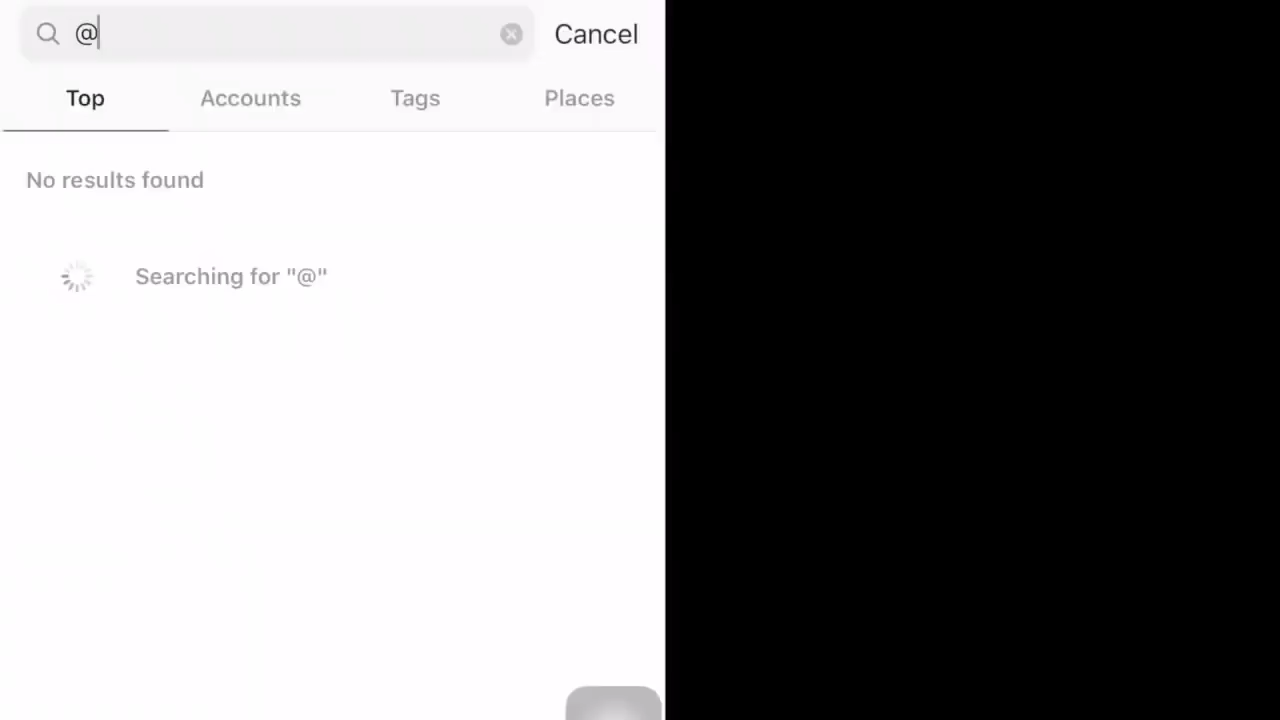 @ Cancel
Top Accounts Tags Places
No results found
Searching for "@"